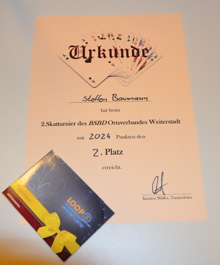 Urkunde
Steffen Baumann
hat beim
2.Skatturnier des BSBD Ortsverbandes Weiterstadt
mit 2024 Punkten den
2. Platz
erreicht.
Karsten Müller, Turnierleiter
LOOP